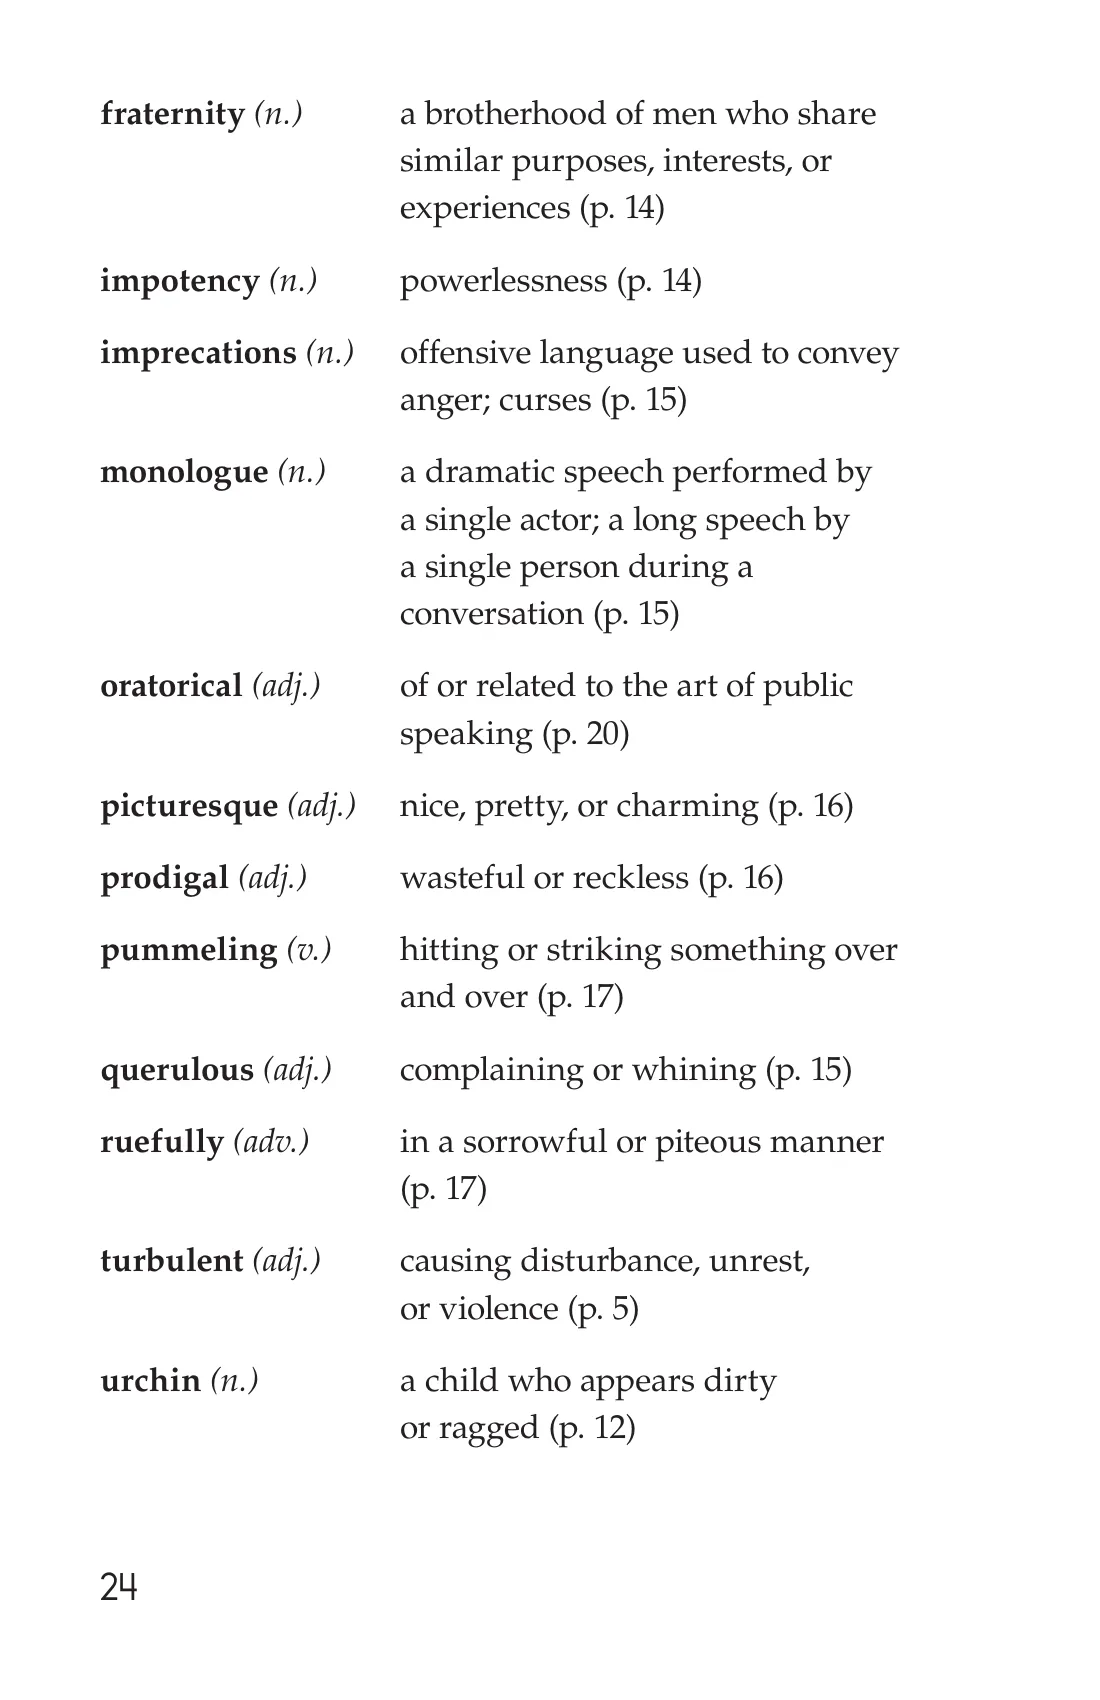 fraternity (n.) a brotherhood of men who share
similar purposes, interests, or
experiences (p. 14)
impotency (n.) powerlessness (p. 14)
imprecations (n.) offensive language used to convey
anger; curses (p. 15)
monologue (n.) a dramatic speech performed by
a single actor; a long speech by
a single person during a
conversation (p. 15)
oratorical (adj.) of or related to the art of public
speaking (p. 20)
picturesque (adj.) nice, pretty, or charming (p. 16)
prodigal (adj.) wasteful or reckless (p. 16)
pummeling (v.) hitting or striking something over
and over (p. 17)
querulous (adj.) complaining or whining (p. 15)
ruefully (adv.) in a sorrowful or piteous manner
(p. 17)
turbulent (adj.) causing disturbance, unrest,
or violence (p. 5)
urchin (n.) a child who appears dirty
or ragged (p. 12)
24